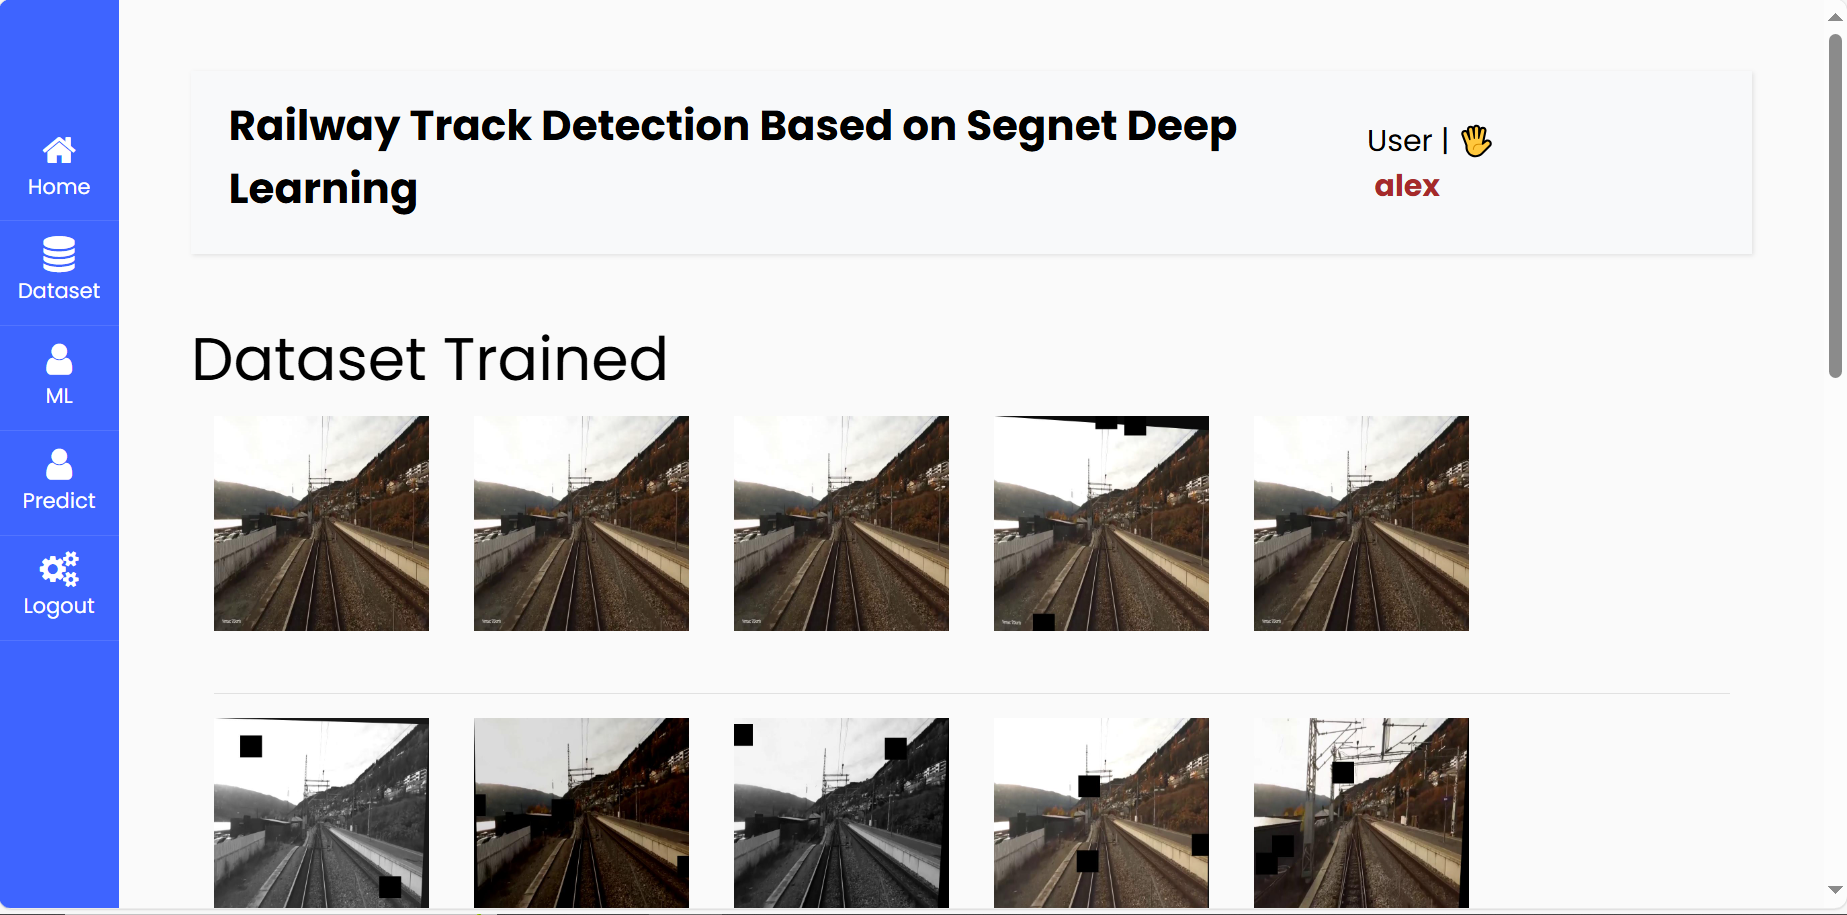 Home
Dataset
ML
Predict
Logout
Railway Track Detection Based on Segnet Deep
Learning
User | 🖐
alex
Dataset Trained